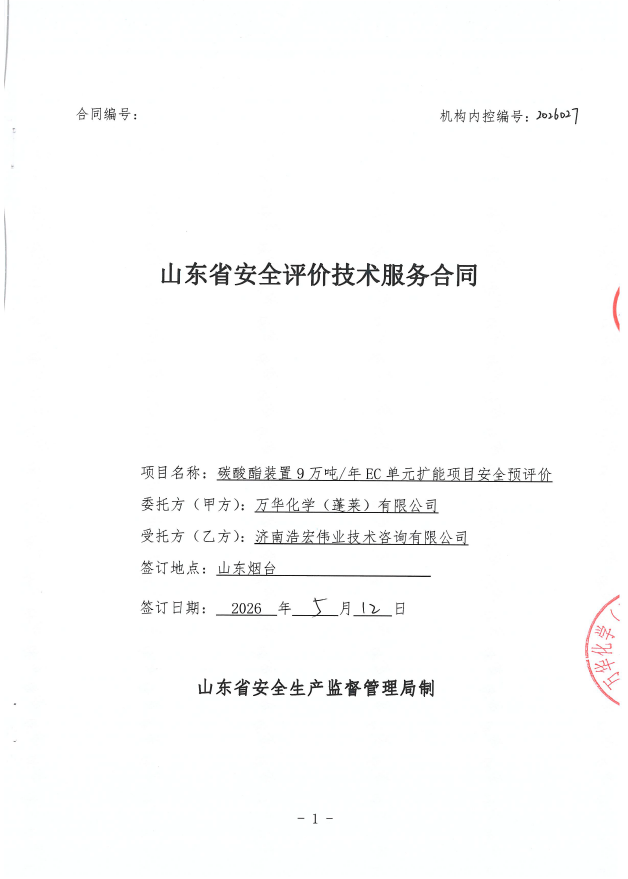 合同编号：
机构内控编号：2026027
山东省安全评价技术服务合同
项目名称：碳酸酯装置9万吨/年EC单元扩能项目安全预评价
委托方（甲方）：万华化学（蓬莱）有限公司
受托方（乙方）：济南浩宏伟业技术咨询有限公司
签订地点：山东烟台
签订日期： 2026 年 5 月 12 日
万华化学（
山东省安全生产监督管理局制
- 1 -